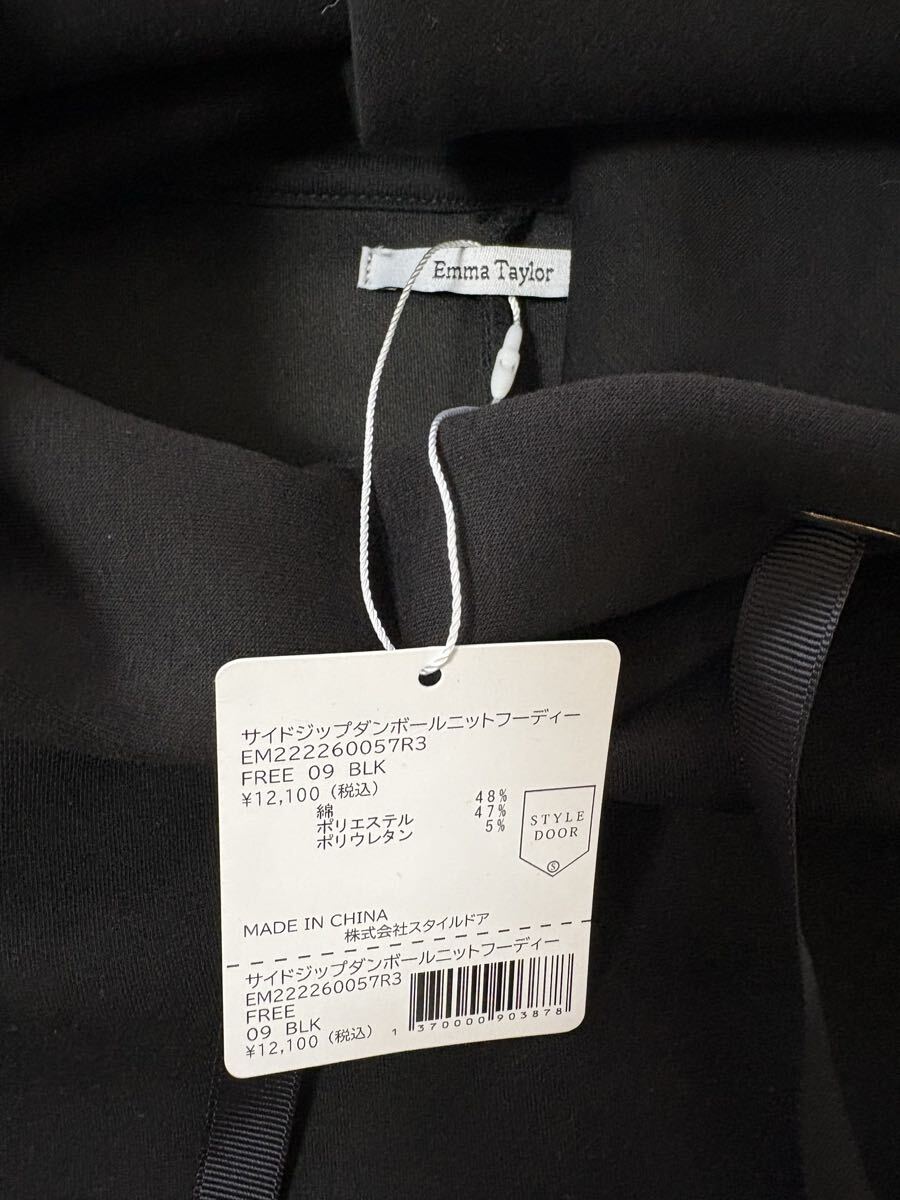 Emma Taylor
サイドジップダンボールニットフーディー
EM222260057R3
FREE 09 BLK
¥12,100 (税込)
綿 48%
ポリエステル 47%
ポリウレタン 5%
STYLE
DOOR
S
MADE IN CHINA
株式会社スタイルドア
サイドジップダンボールニットフーディー
EM222260057R3
FREE
09 BLK
¥12,100 (税込)
1 370000 903878